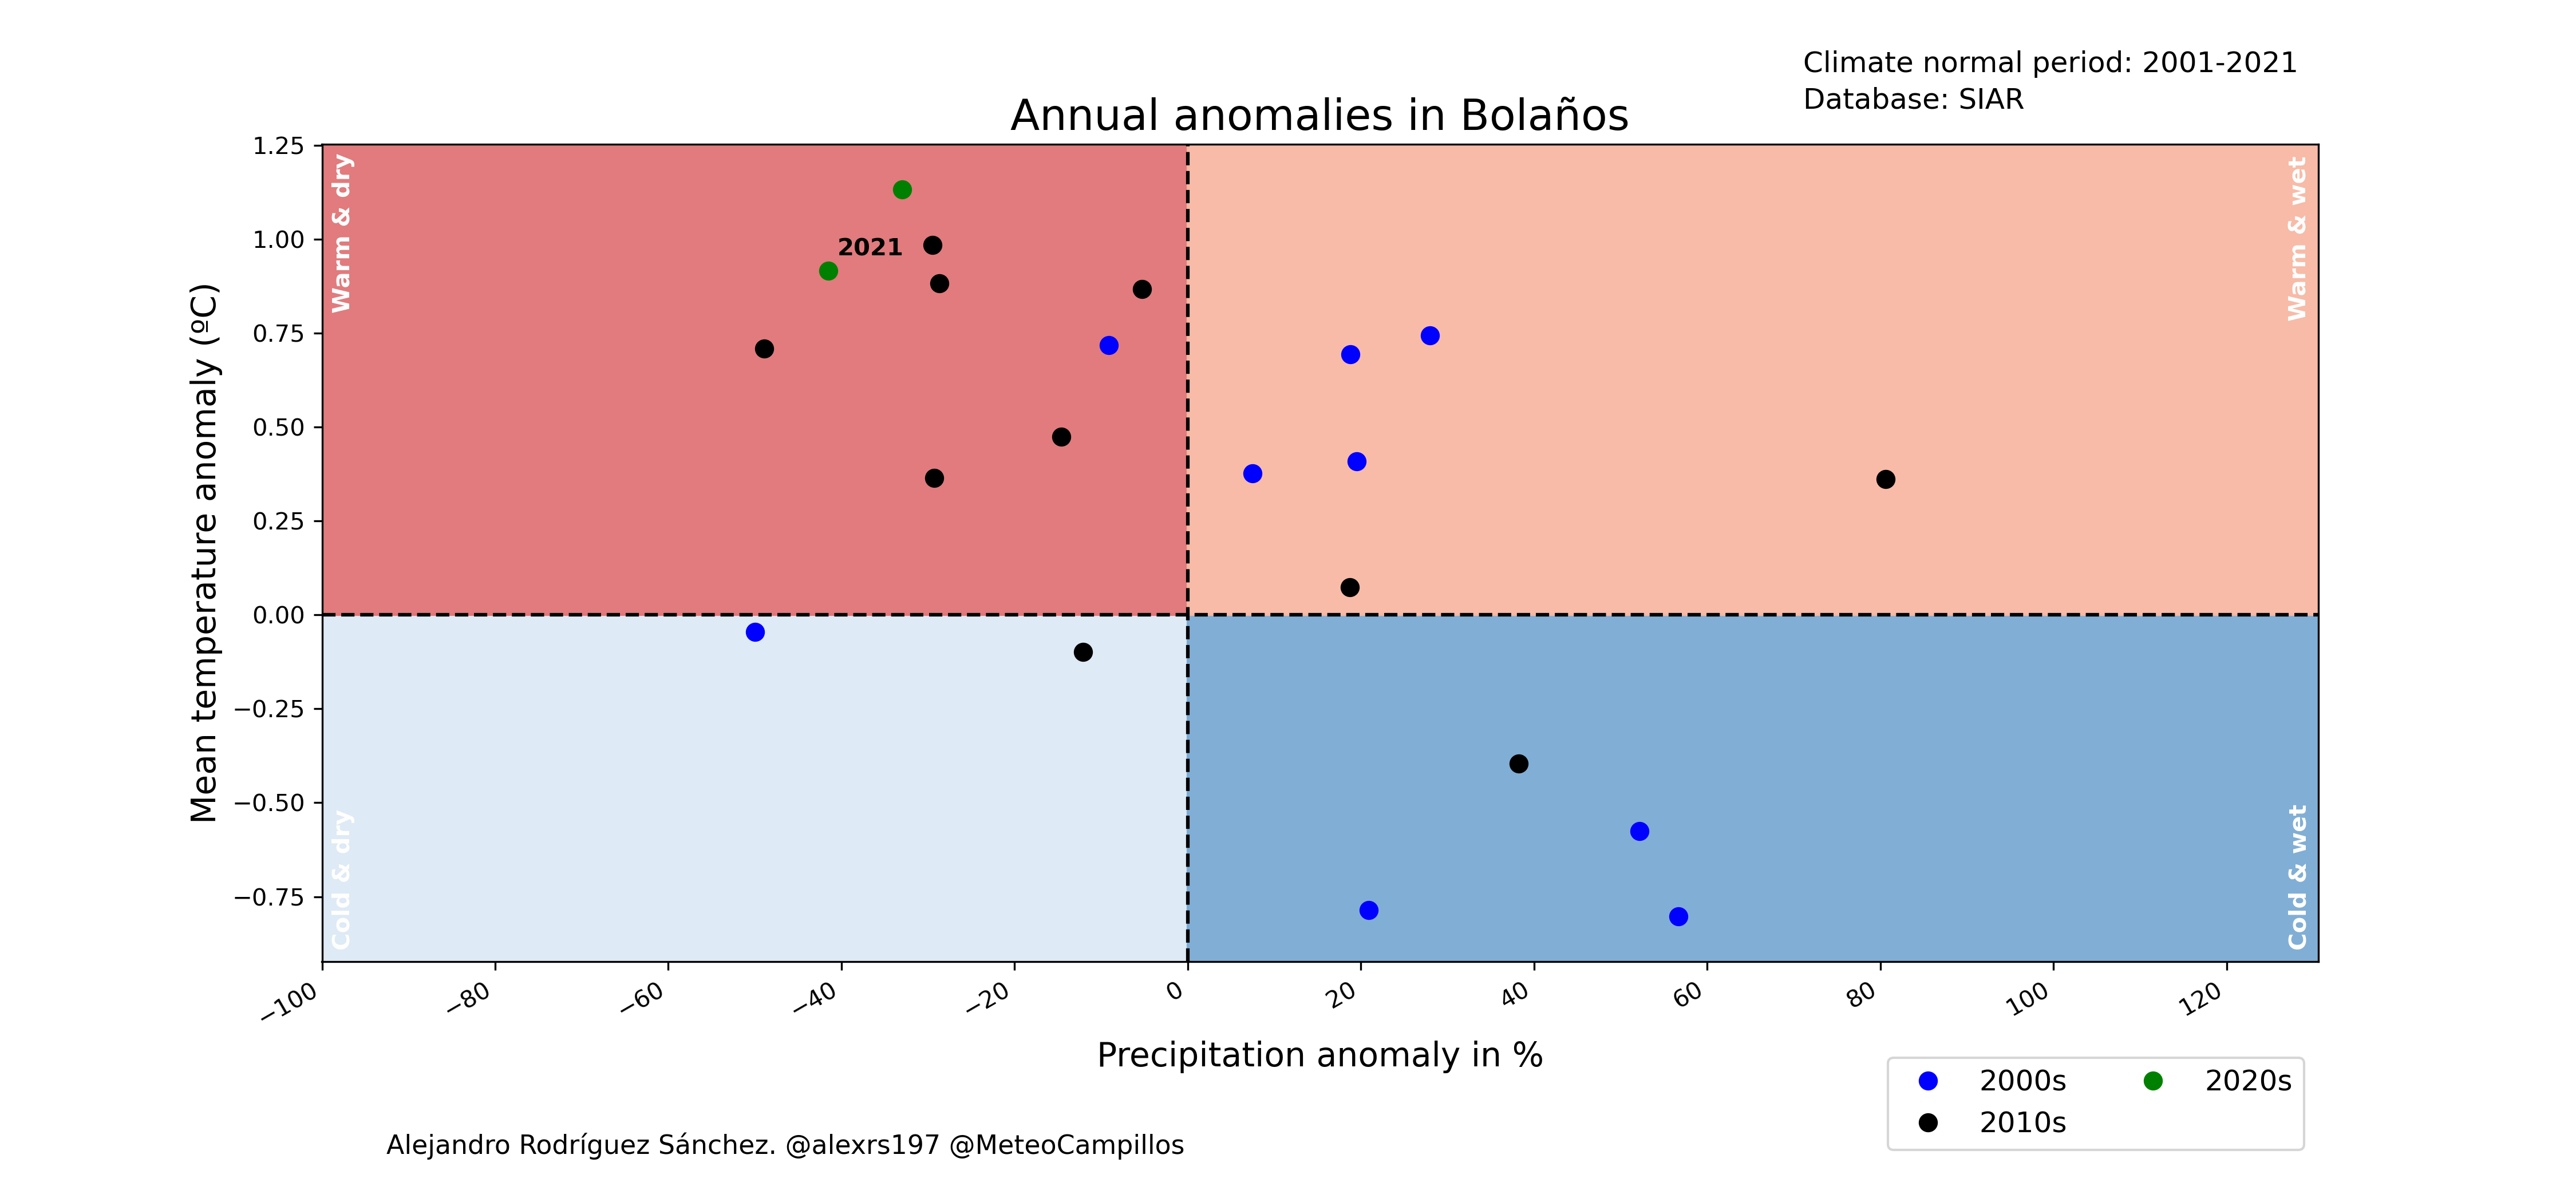 Climate normal period: 2001-2021
Database: SIAR
Annual anomalies in Bolaños
1.25
1.00
0.75
0.50
0.25
0.00
−0.25
−0.50
−0.75
Mean temperature anomaly (ºC)
Warm & dry
Warm & wet
2021
Cold & dry
Cold & wet
−100
−80
−60
−40
−20
0
20
40
60
80
100
120
Precipitation anomaly in %
2000s
2010s
2020s
Alejandro Rodríguez Sánchez. @alexrs197 @MeteoCampillos